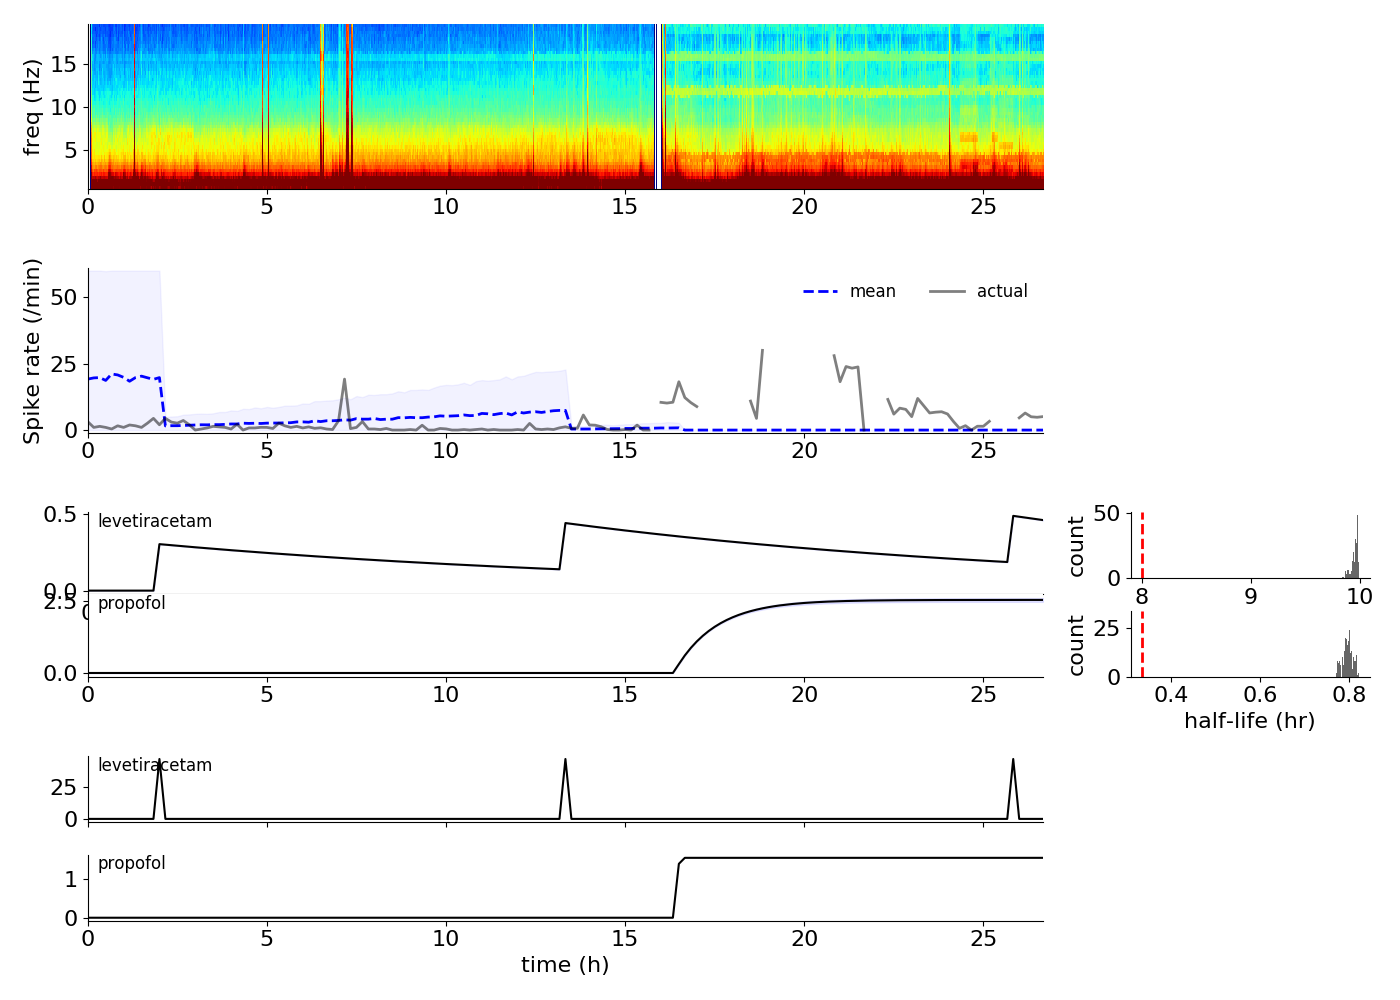 freq (Hz)
15
10
5
0 5 10 15 20 25
Spike rate (/min)
50
25
0
mean actual
0 5 10 15 20 25
0.5
0.0
levetiracetam
count
50
0
8 9 10
2.5
0.0
propofol
0 5 10 15 20 25
count
25
0
0.4 0.6 0.8
half-life (hr)
25
0
levetiracetam
1
0
propofol
0 5 10 15 20 25
time (h)